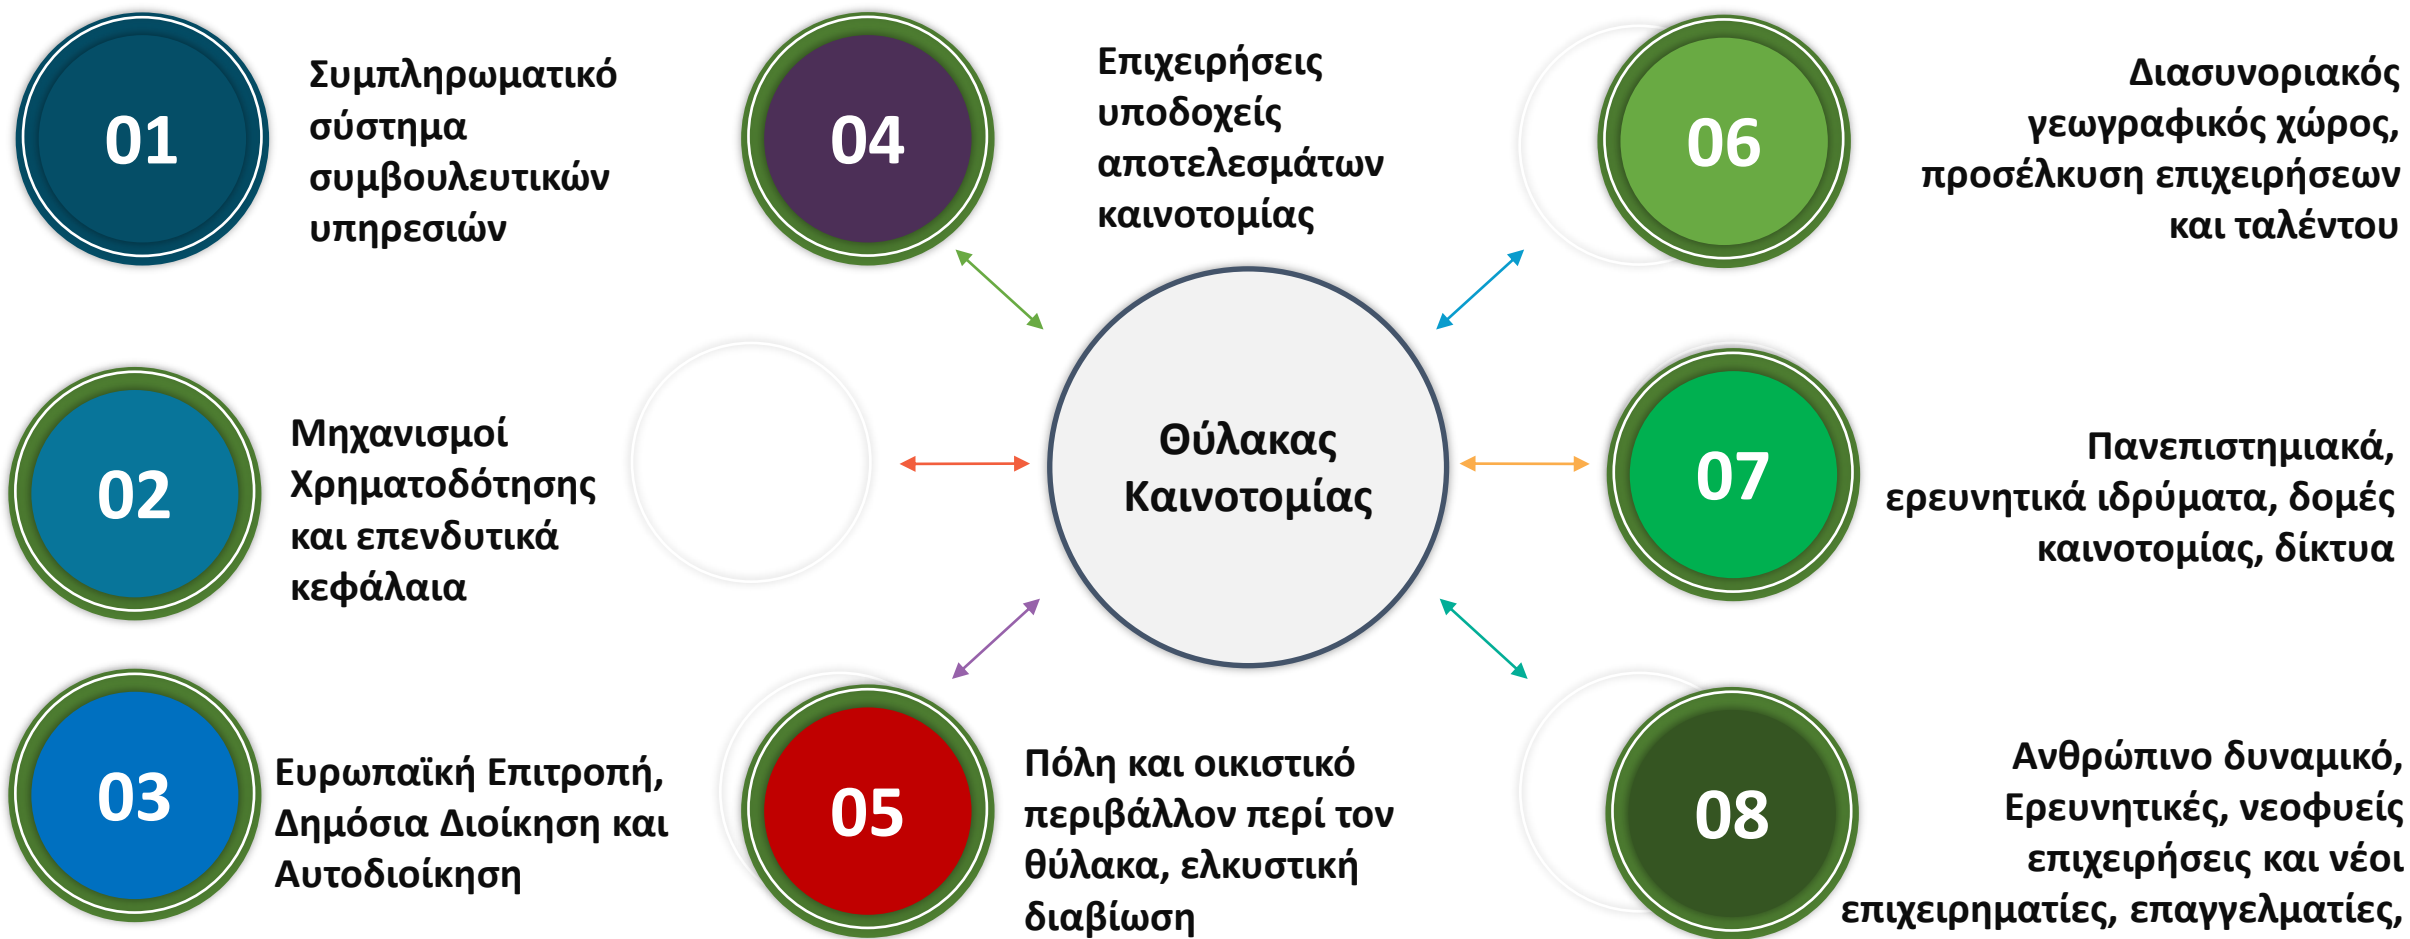 01
Συμπληρωματικό
σύστημα
συμβουλευτικών
υπηρεσιών
02
Μηχανισμοί
Χρηματοδότησης
και επενδυτικά
κεφάλαια
03
Ευρωπαϊκή Επιτροπή,
Δημόσια Διοίκηση και
Αυτοδιοίκηση
04
Επιχειρήσεις
υποδοχείς
αποτελεσμάτων
καινοτομίας
Θύλακας
Καινοτομίας
05
Πόλη και οικιστικό
περιβάλλον περί τον
θύλακα, ελκυστική
διαβίωση
06
Διασυνοριακός
γεωγραφικός χώρος,
προσέλκυση επιχειρήσεων
και ταλέντου
07
Πανεπιστημιακά,
ερευνητικά ιδρύματα, δομές
καινοτομίας, δίκτυα
08
Ανθρώπινο δυναμικό,
Ερευνητικές, νεοφυείς
επιχειρήσεις και νέοι
επιχειρηματίες, επαγγελματίες,